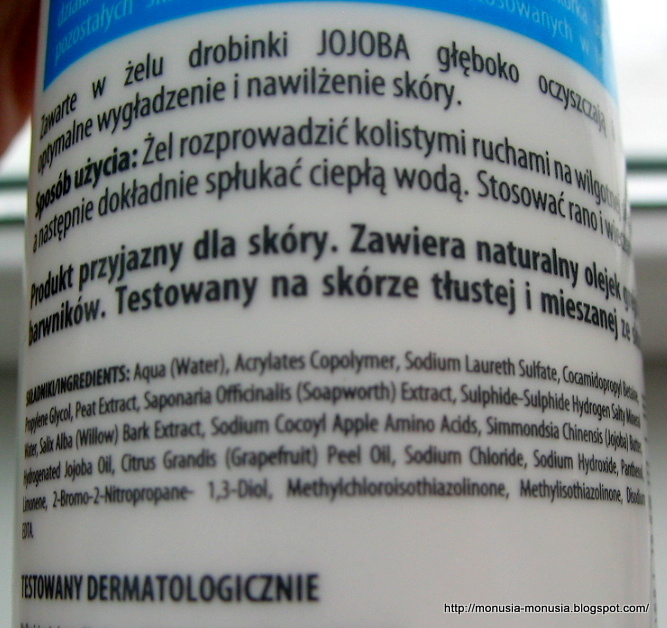 pozostałych
Zawarte w żelu drobinki JOJOBA głęboko oczyszczają
optymalne wygładzenie i nawilżenie skóry.
Sposób użycia: Żel rozprowadzić kolistymi ruchami na
a następnie dokładnie spłukać ciepłą wodą. Stosować rano i
Produkt przyjazny dla skóry. Zawiera naturalny olejek
barwników. Testowany na skórze tłustej i mieszanej ze
SKŁADNIKI/INGREDIENTS: Aqua (Water), Acrylates Copolymer, Sodium Laureth Sulfate, Cocamidopropyl Betaine,
Propylene Glycol, Peat Extract, Saponaria Officinalis (Soapworth) Extract, Sulphide-Sulphide Hydrogen Salty Mineral
Water, Salix Alba (Willow) Bark Extract, Sodium Cocoyl Apple Amino Acids, Simmondsia Chinensis (Jojoba) Butter,
Hydrogenated Jojoba Oil, Citrus Grandis (Grapefruit) Peel Oil, Sodium Chloride, Sodium Hydroxide, Panthenol,
Limonene, 2-Bromo-2-Nitropropane- 1,3-Diol, Methylchloroisothiazolinone, Methylisothiazolinone, Disodium
EDTA.
TESTOWANY DERMATOLOGICZNIE
http://monusia-monusia.blogspot.com/